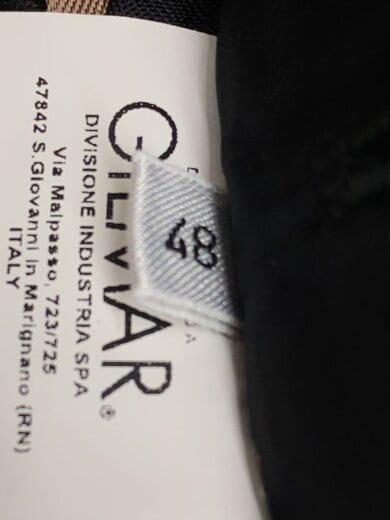 GILMAR®
DIVISIONE INDUSTRIA SPA
Via Malpasso, 723/725
47842 S.Giovanni in Marignano (RN)
ITALY
48